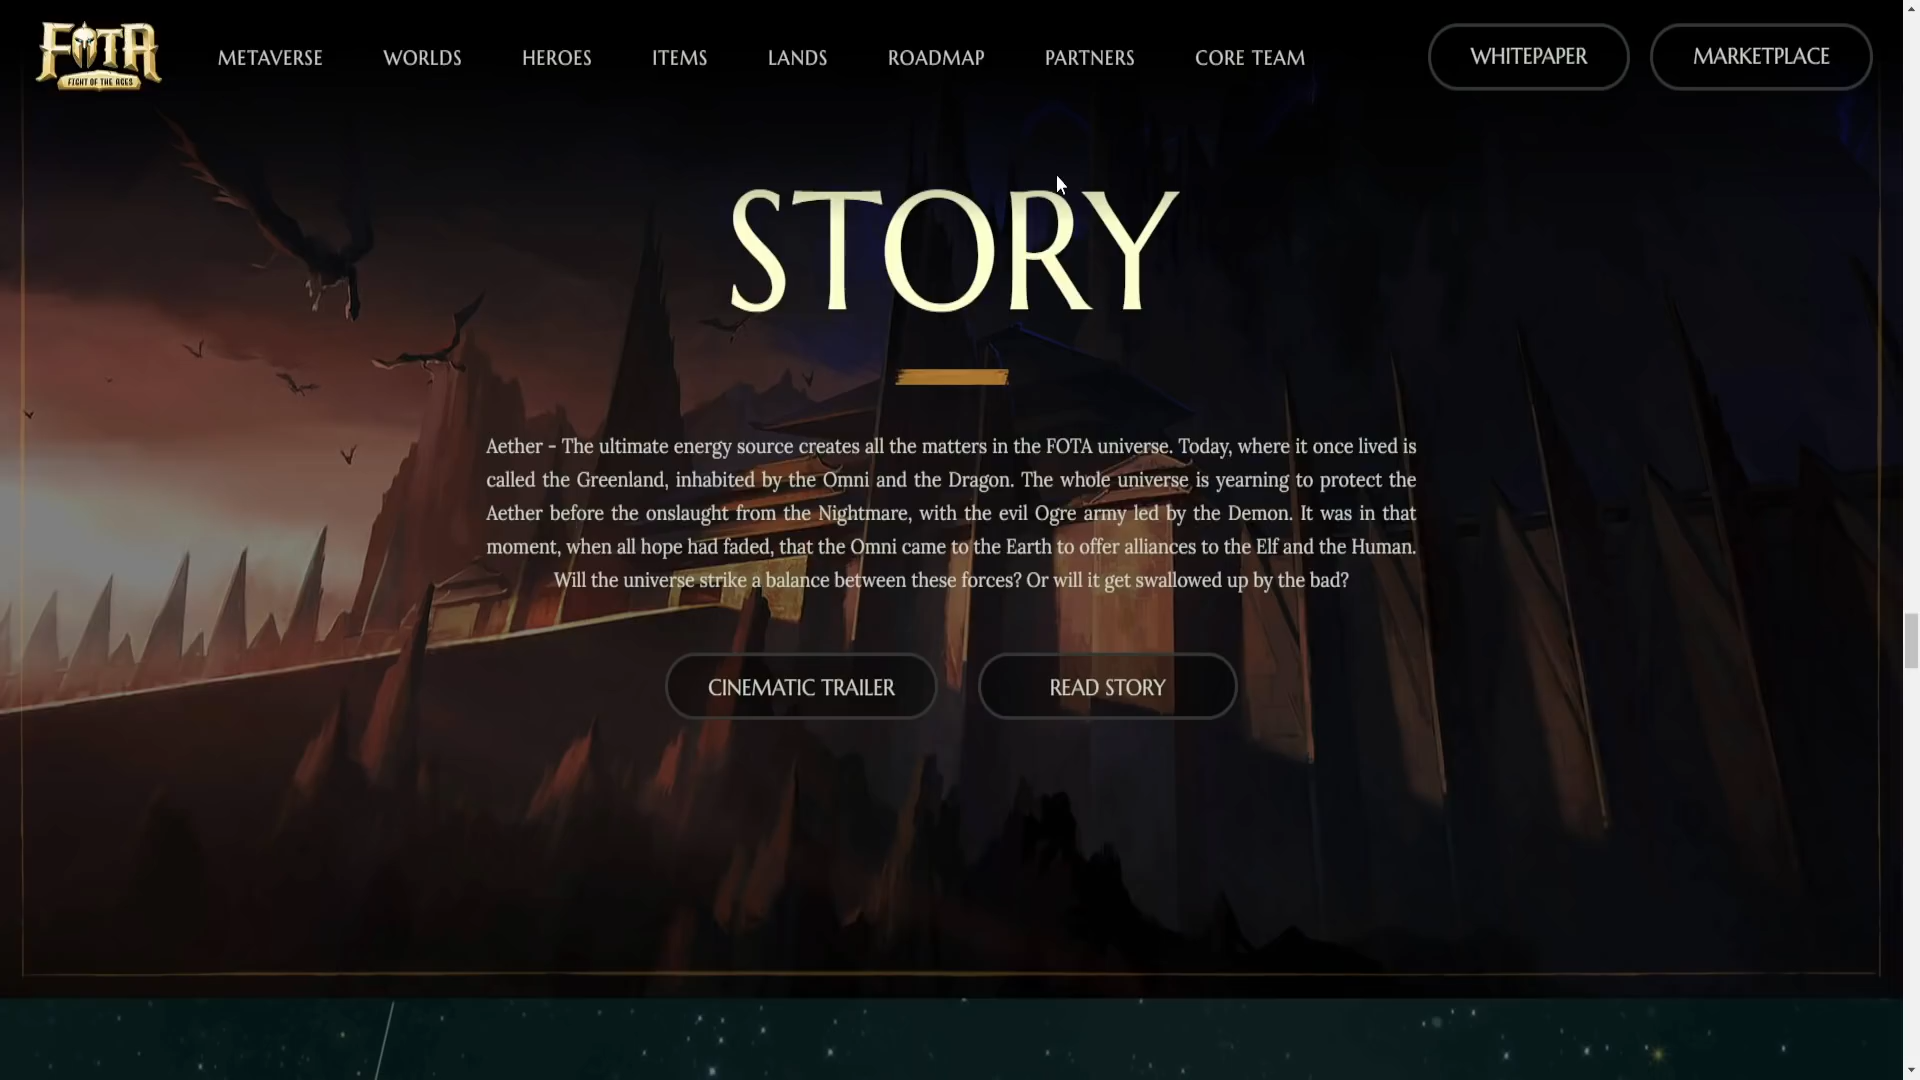 FOTA
FIGHT OF THE AGES
METAVERSE
WORLDS
HEROES
ITEMS
LANDS
ROADMAP
PARTNERS
CORE TEAM
WHITEPAPER
MARKETPLACE
STORY
Aether - The ultimate energy source creates all the matters in the FOTA universe. Today, where it once lived is
called the Greenland, inhabited by the Omni and the Dragon. The whole universe is yearning to protect the
Aether before the onslaught from the Nightmare, with the evil Ogre army led by the Demon. It was in that
moment, when all hope had faded, that the Omni came to the Earth to offer alliances to the Elf and the Human.
Will the universe strike a balance between these forces? Or will it get swallowed up by the bad?
CINEMATIC TRAILER
READ STORY